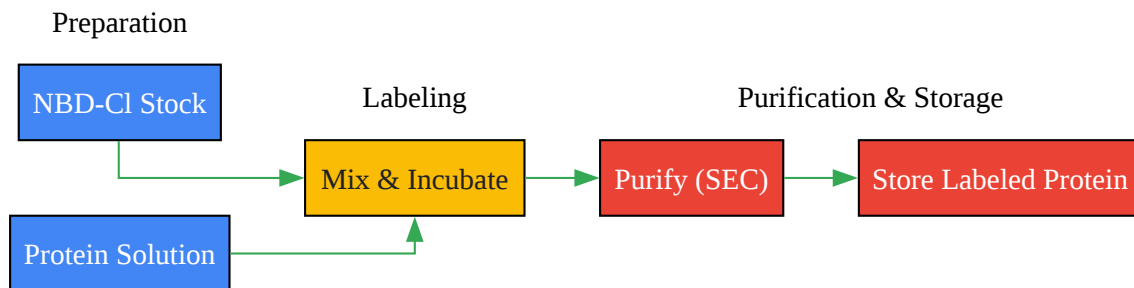 Preparation
NBD-Cl Stock
Labeling
Purification & Storage
Mix & Incubate
Purify (SEC)
Store Labeled Protein
Protein Solution